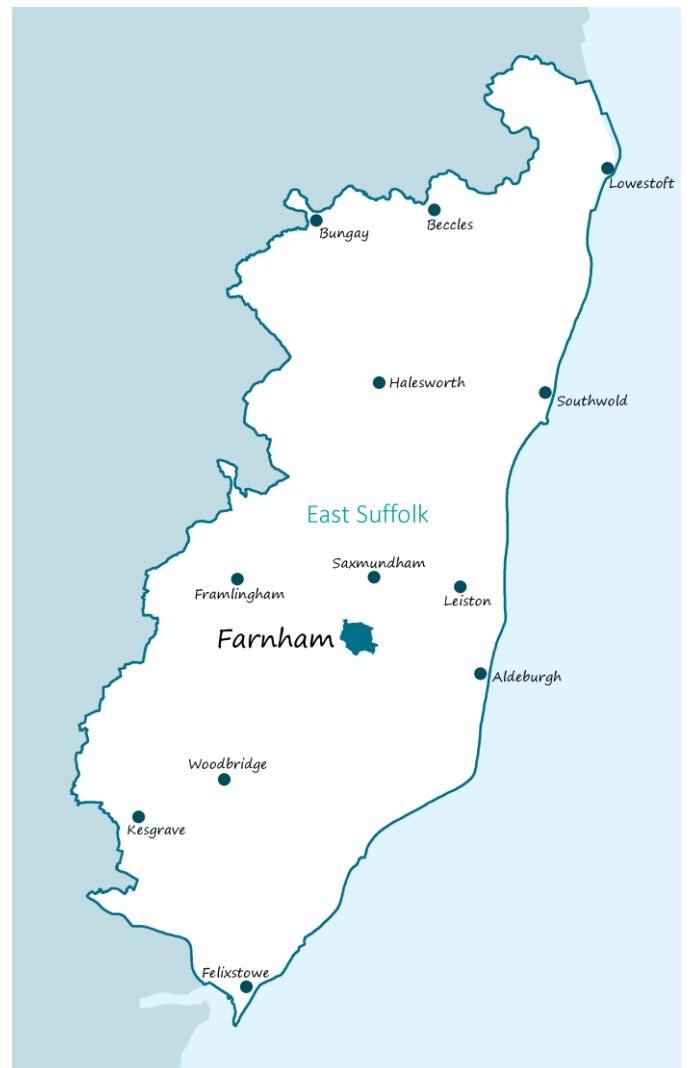 Lowestoft
Beccles
Bungay
Halesworth
Southwold
East Suffolk
Saxmundham
Framlingham
Leiston
Farnham
Aldeburgh
Woodbridge
Kesgrave
Felixstowe